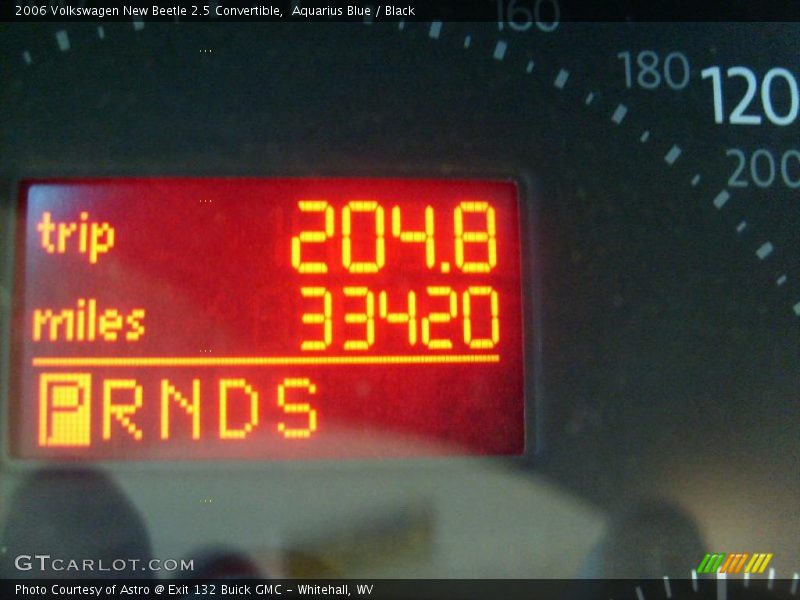 2006 Volkswagen New Beetle 2.5 Convertible,  Aquarius Blue / Black
160
180
120
200
trip 204.8
miles 33420
PRNDS
GTCARLOT.COM
Photo Courtesy of Astro @ Exit 132 Buick GMC - Whitehall, WV